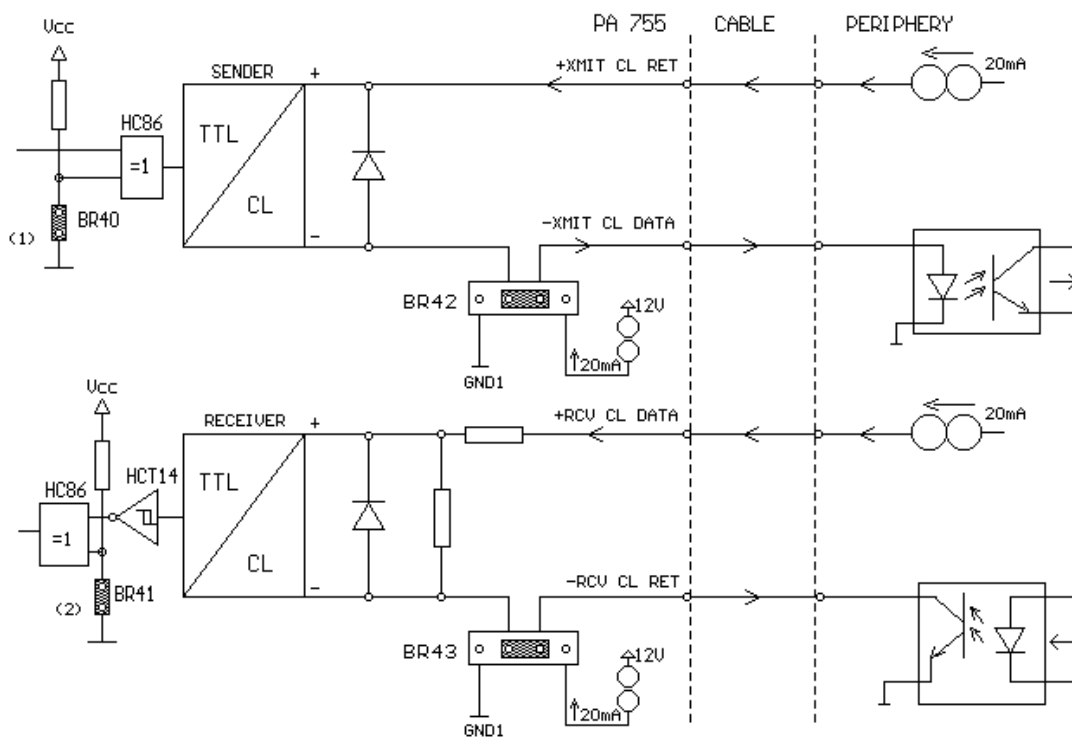 PA 755 CABLE PERIPHERY
Vcc
SENDER + +XMIT CL RET 20mA
HC86
TTL
=1
CL
BR40
(1)
-
-XMIT CL DATA
BR42
12V
20mA
GND1
Vcc
RECEIVER + +RCV CL DATA 20mA
HCT14
TTL
HC86
=1
CL
BR41
(2)
-
-RCV CL RET
BR43
12V
20mA
GND1